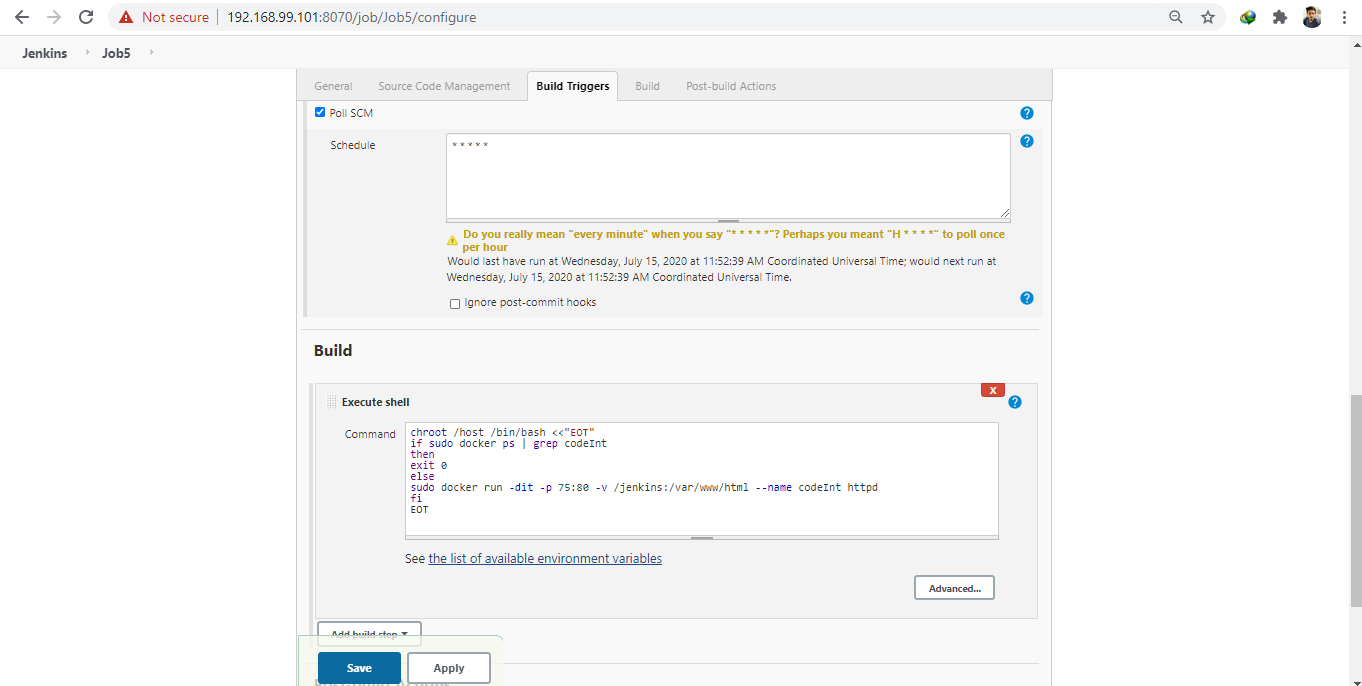 Not secure | 192.168.99.101:8070/job/Job5/configure
Jenkins Job5
General Source Code Management Build Triggers Build Post-build Actions
Poll SCM
Schedule
* * * * *
Do you really mean "every minute" when you say "* * * * *"? Perhaps you meant "H * * * *" to poll once
per hour
Would last have run at Wednesday, July 15, 2020 at 11:52:39 AM Coordinated Universal Time; would next run at
Wednesday, July 15, 2020 at 11:52:39 AM Coordinated Universal Time.
Ignore post-commit hooks
Build
X
Execute shell
Command
chroot /host /bin/bash <<"EOT"
if sudo docker ps | grep codeInt
then
exit 0
else
sudo docker run -dit -p 75:80 -v /jenkins:/var/www/html --name codeInt httpd
fi
EOT
See the list of available environment variables
Advanced...
Add build step
Save Apply